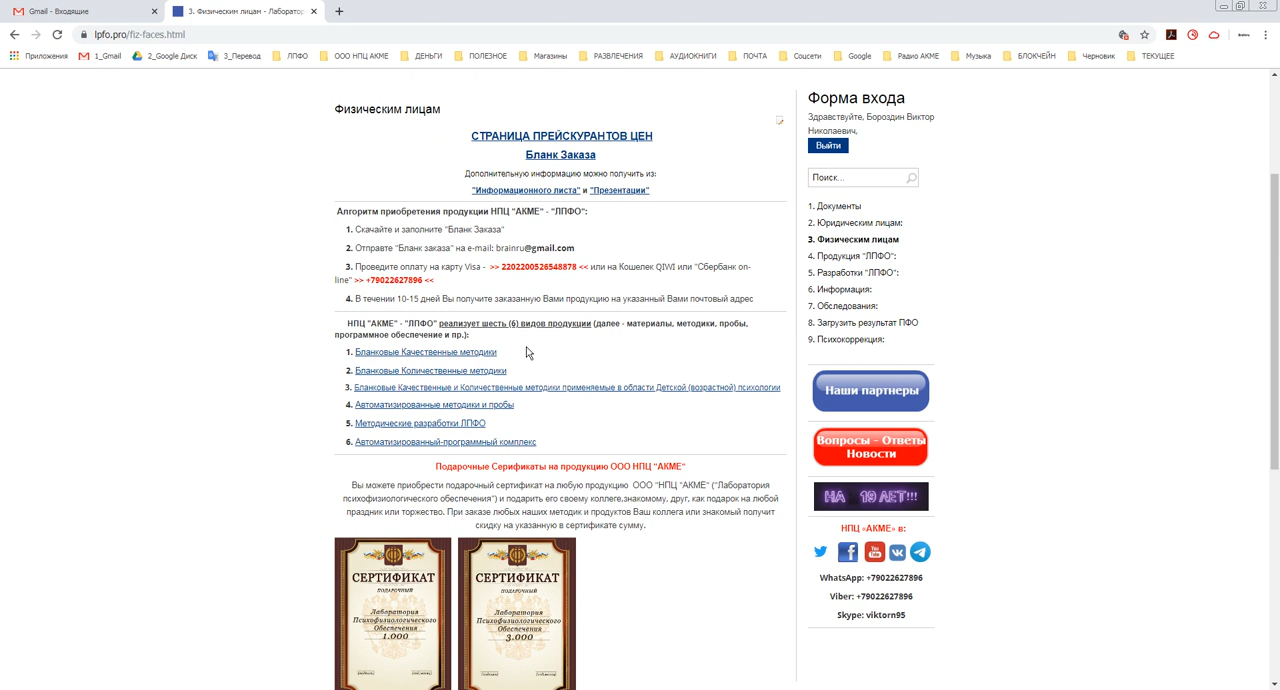 Gmail - Входящие
3. Физическим лицам - Лаборатор
lpfo.pro/fiz-faces.html
Приложения 1_Gmail 2_Google Диск 3_Перевод ЛПФО ООО НПЦ АКМЕ ДЕНЬГИ ПОЛЕЗНОЕ Магазины РАЗВЛЕЧЕНИЯ АУДИОКНИГИ ПОЧТА Соцсети Google Радио АКМЕ Музыка БЛОКЧЕЙН Черновик ТЕКУЩЕЕ
Физическим лицам
СТРАНИЦА ПРЕЙСКУРАНТОВ ЦЕН
Бланк Заказа
Дополнительную информацию можно получить из:
"Информационного листа" и "Презентации"
Алгоритм приобретения продукции НПЦ "АКМЕ" - "ЛПФО":
1. Скачайте и заполните "Бланк Заказа"
2. Отправте "Бланк заказа" на e-mail: brainru@gmail.com
3. Проведите оплату на карту Visa - >> 2202200526548878 << или на Кошелек QIWI или "Сбербанк on-
line" >> +79022627896 <<
4. В течении 10-15 дней Вы получите заказанную Вами продукцию на указанный Вами почтовый адрес
НПЦ "АКМЕ" - "ЛПФО" реализует шесть (6) видов продукции (далее - материалы, методики, пробы,
программное обеспечение и пр.):
1. Бланковые Качественные методики
2. Бланковые Количественные методики
3. Бланковые Качественные и Количественные методики применяемые в области Детской (возрастной) психологии
4. Автоматизированные методики и пробы
5. Методические разработки ЛПФО
6. Автоматизированный-программный комплекс
Подарочные Серификаты на продукцию ООО НПЦ "АКМЕ"
Вы можете приобрести подарочный сертификат на любую продукцию ООО "НПЦ "АКМЕ" ("Лаборатория
психофизиологического обеспечения") и подарить его своему коллеге,знакомому, друг, как подарок на любой
праздник или торжество. При заказе любых наших методик и продуктов Ваш коллега или знакомый получит
скидку на указанную в сертификате сумму.
СЕРТИФИКАТ
ПОДАРОЧНЫЙ
Лаборатория
Психофизиологического
Обеспечения
1.000
СЕРТИФИКАТ
ПОДАРОЧНЫЙ
Лаборатория
Психофизиологического
Обеспечения
3.000
Форма входа
Здравствуйте, Бороздин Виктор
Николаевич,
Выйти
Поиск...
1. Документы
2. Юридическим лицам:
3. Физическим лицам
4. Продукция "ЛПФО":
5. Разработки "ЛПФО":
6. Информация:
7. Обследования:
8. Загрузить результат ПФО
9. Психокоррекция:
Наши партнеры
Вопросы - Ответы
Новости
НА 19 ЛЕТ!!!
НПЦ «АКМЕ» в:
You
Tube
WhatsApp: +79022627896
Viber: +79022627896
Skype: viktorn95